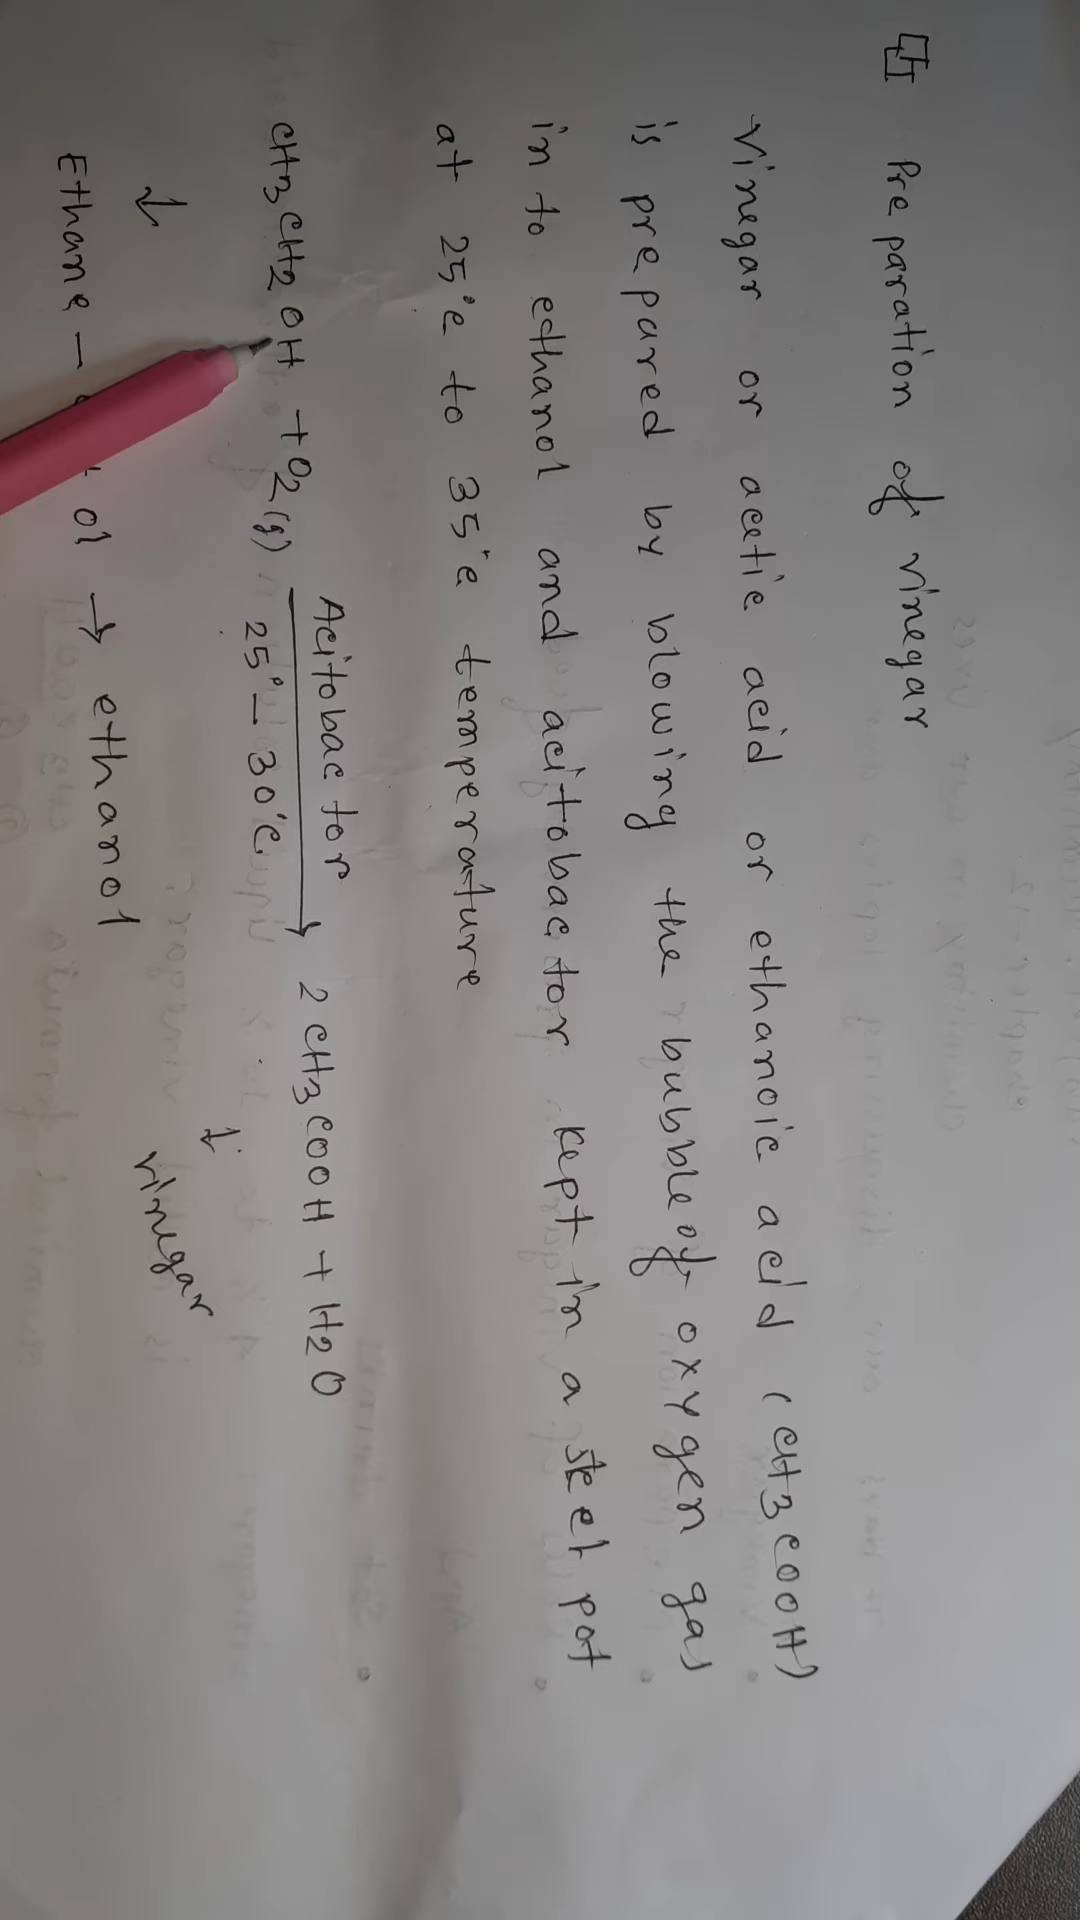 Preparation of vinegar
vinegar or acetic acid or ethanoic acid (CH3COOH)
is prepared by blowing the bubble of oxygen gas
in to ethanol and acitobactor kept in a steel pot
at 25°C to 35°C temperature
Acitobactor
CH3CH2OH + O2(g) → 2 CH3COOH + H2O
25° - 30°C
↓ ↓
vinegar
Ethane - ol → ethanol